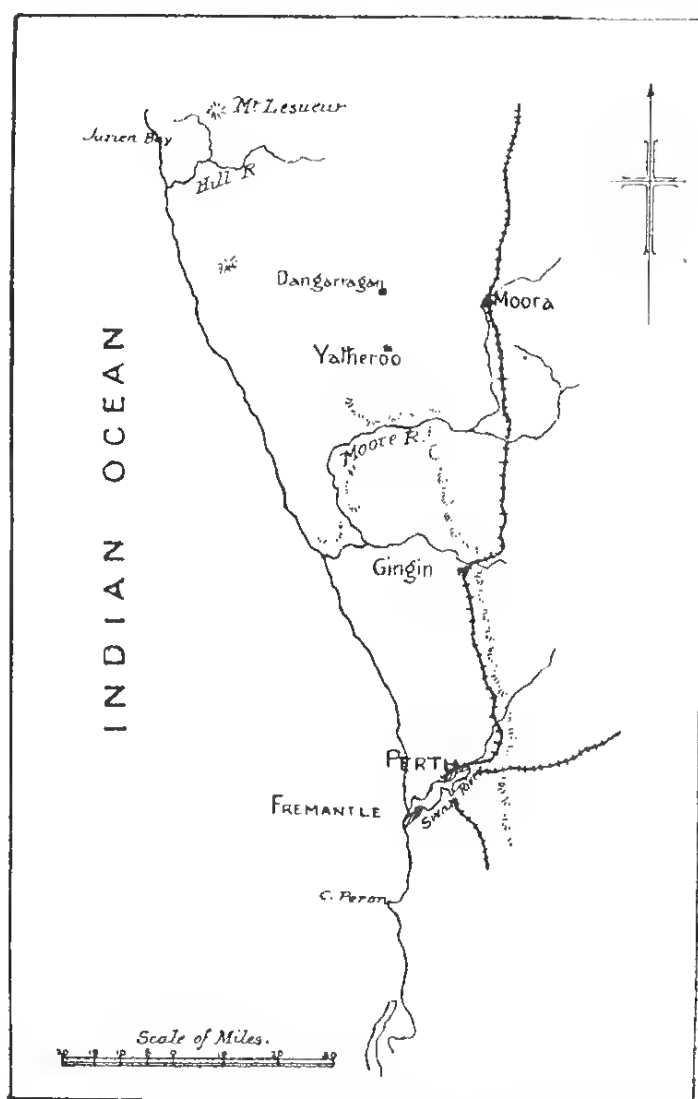 Mt Lesueur
Jurien Bay
Hill R
Dangarragan
Moora
Yatheroo
Moore R.
Gingin
INDIAN OCEAN
PERTH
Swan River
FREMANTLE
C. Peron
Scale of Miles.